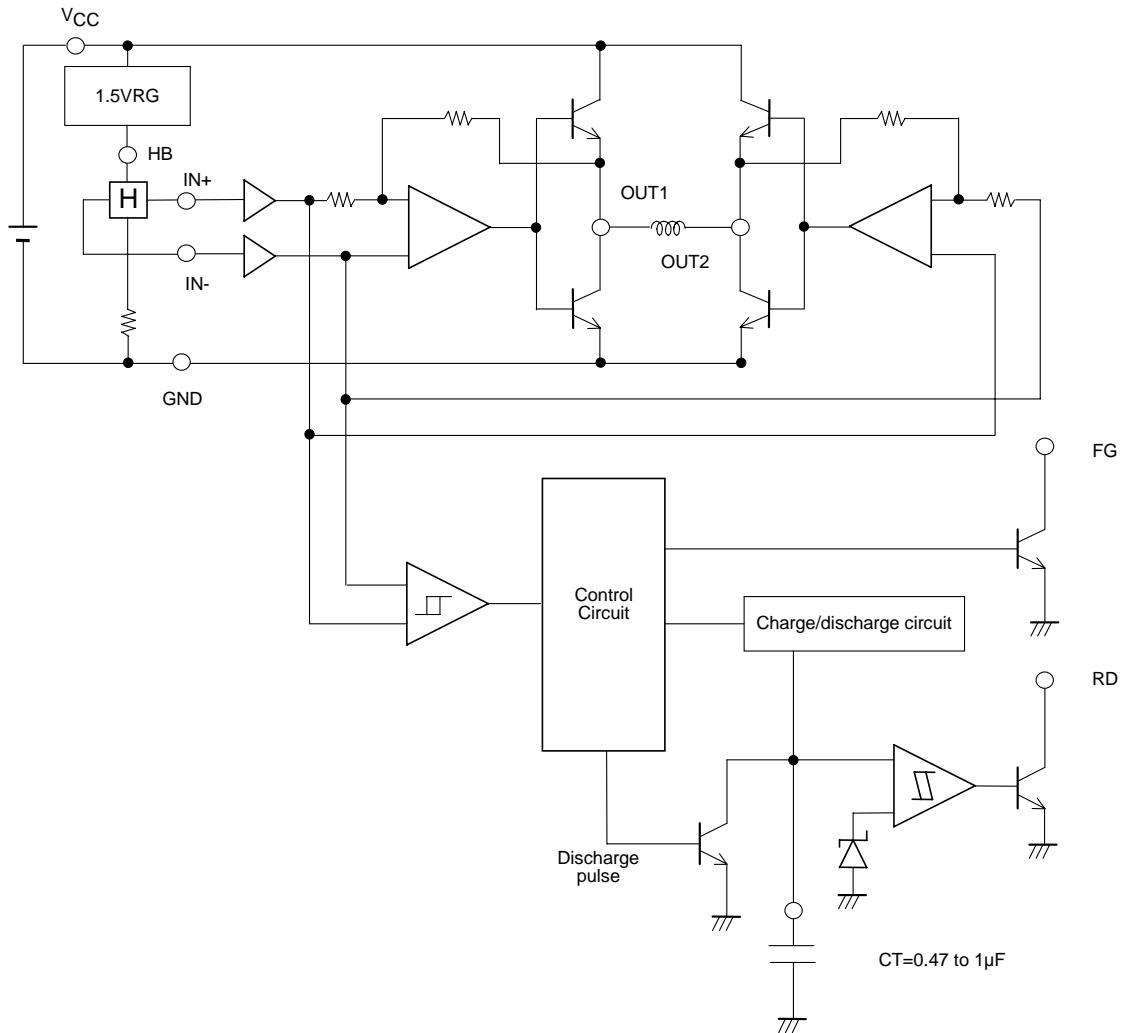 VCC
1.5VRG
HB
H
IN+
IN-
GND
OUT1
OUT2
FG
Control
Circuit
Charge/discharge circuit
RD
Discharge
pulse
CT=0.47 to 1µF